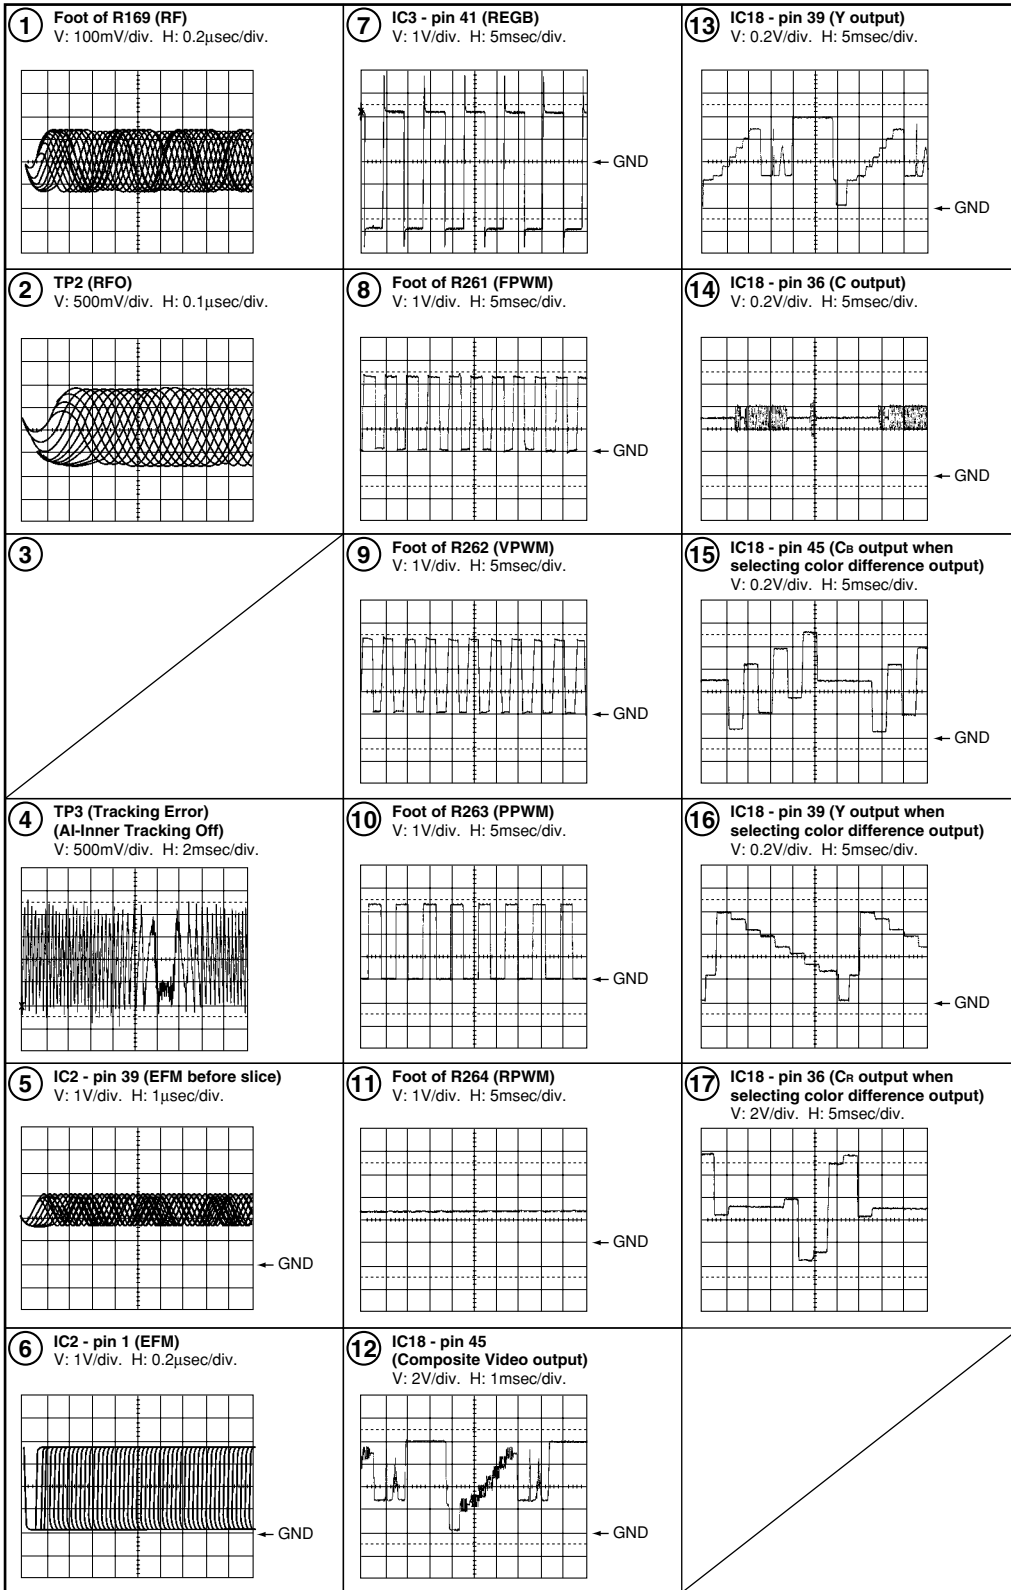 1 Foot of R169 (RF)
V: 100mV/div. H: 0.2µsec/div.
2 TP2 (RFO)
V: 500mV/div. H: 0.1µsec/div.
3
4 TP3 (Tracking Error)
(AI-Inner Tracking Off)
V: 500mV/div. H: 2msec/div.
5 IC2 - pin 39 (EFM before slice)
V: 1V/div. H: 1µsec/div.
← GND
6 IC2 - pin 1 (EFM)
V: 1V/div. H: 0.2µsec/div.
← GND
7 IC3 - pin 41 (REGB)
V: 1V/div. H: 5msec/div.
← GND
8 Foot of R261 (FPWM)
V: 1V/div. H: 5msec/div.
← GND
9 Foot of R262 (VPWM)
V: 1V/div. H: 5msec/div.
← GND
10 Foot of R263 (PPWM)
V: 1V/div. H: 5msec/div.
← GND
11 Foot of R264 (RPWM)
V: 1V/div. H: 5msec/div.
← GND
12 IC18 - pin 45
(Composite Video output)
V: 2V/div. H: 1msec/div.
← GND
13 IC18 - pin 39 (Y output)
V: 0.2V/div. H: 5msec/div.
← GND
14 IC18 - pin 36 (C output)
V: 0.2V/div. H: 5msec/div.
← GND
15 IC18 - pin 45 (CB output when
selecting color difference output)
V: 0.2V/div. H: 5msec/div.
← GND
16 IC18 - pin 39 (Y output when
selecting color difference output)
V: 0.2V/div. H: 5msec/div.
← GND
17 IC18 - pin 36 (CR output when
selecting color difference output)
V: 2V/div. H: 5msec/div.